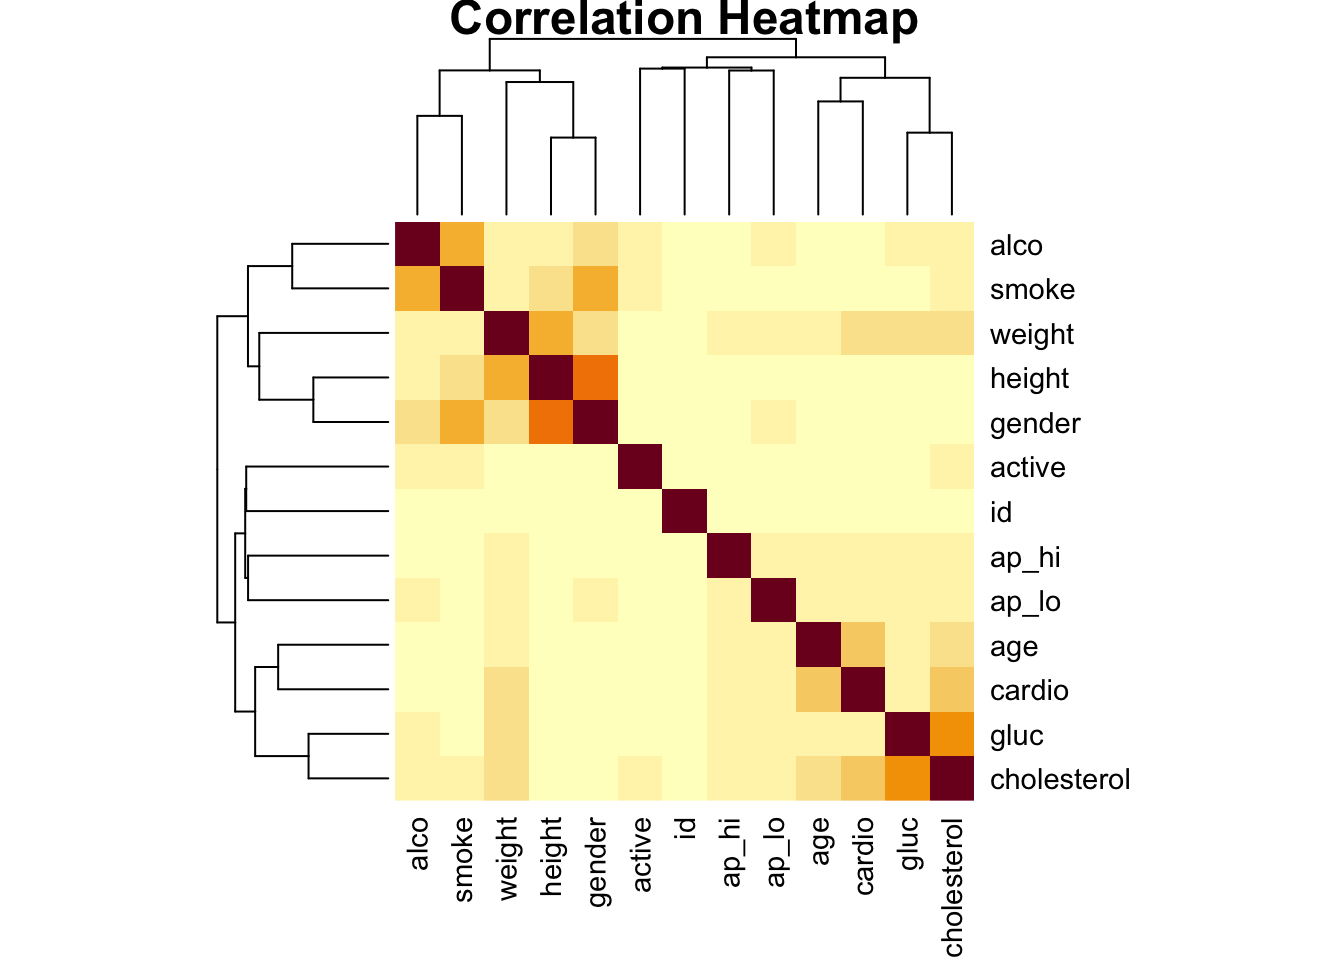 Correlation Heatmap
alco
smoke
weight
height
gender
active
id
ap_hi
ap_lo
age
cardio
gluc
cholesterol
alco
smoke
weight
height
gender
active
id
ap_hi
ap_lo
age
cardio
gluc
cholesterol